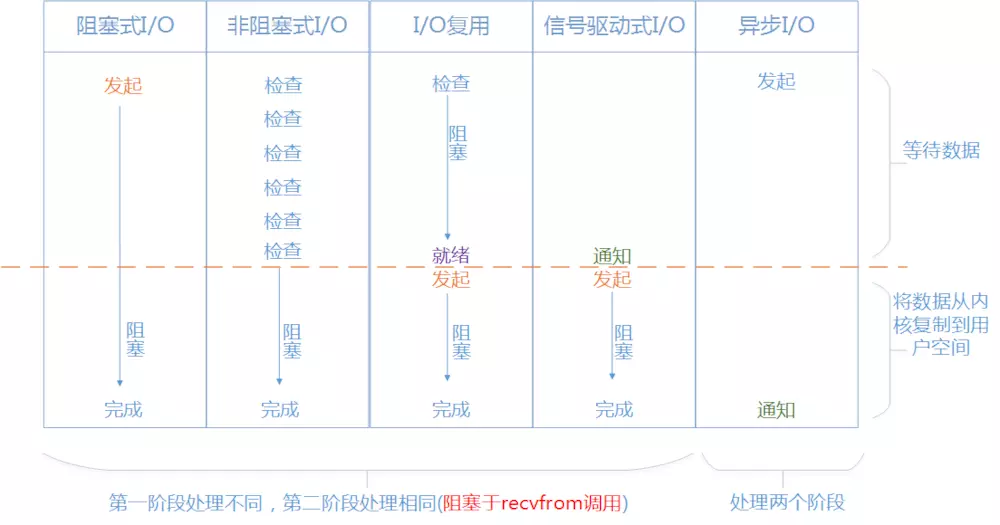 阻塞式I/O 非阻塞式I/O I/O复用 信号驱动式I/O 异步I/O
发起 检查 检查 发起
检查
阻塞
检查
等待数据
检查
检查
检查 就绪 通知
发起 发起
将数据从内
核复制到用
户空间
阻塞 阻塞 阻塞 阻塞
完成 完成 完成 完成 通知
第一阶段处理不同，第二阶段处理相同(阻塞于recvfrom调用) 处理两个阶段